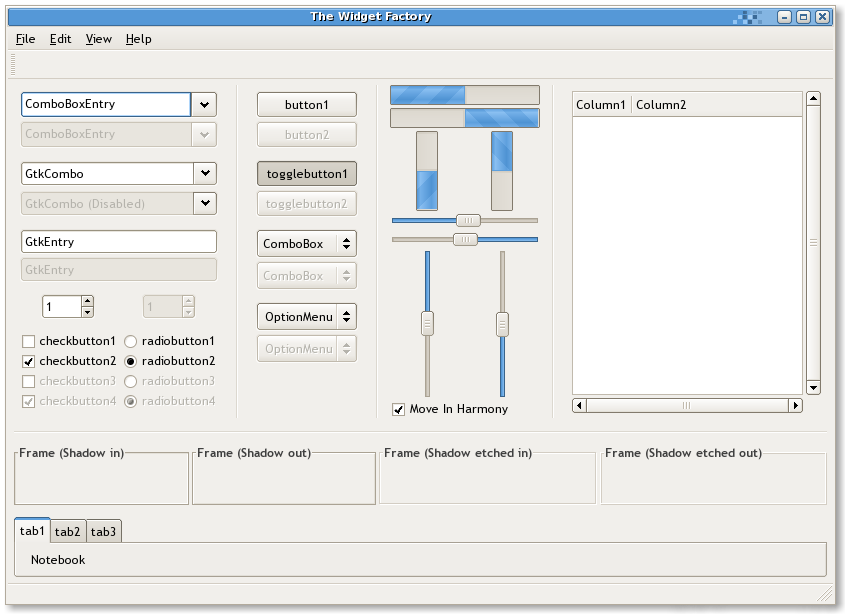 The Widget Factory
File Edit View Help
ComboBoxEntry
ComboBoxEntry
GtkCombo
GtkCombo (Disabled)
GtkEntry
GtkEntry
1 1
checkbutton1 radiobutton1
checkbutton2 radiobutton2
checkbutton3 radiobutton3
checkbutton4 radiobutton4
button1
button2
togglebutton1
togglebutton2
ComboBox
ComboBox
OptionMenu
OptionMenu
Move In Harmony
Column1 Column2
Frame (Shadow in) Frame (Shadow out) Frame (Shadow etched in) Frame (Shadow etched out)
tab1 tab2 tab3
Notebook